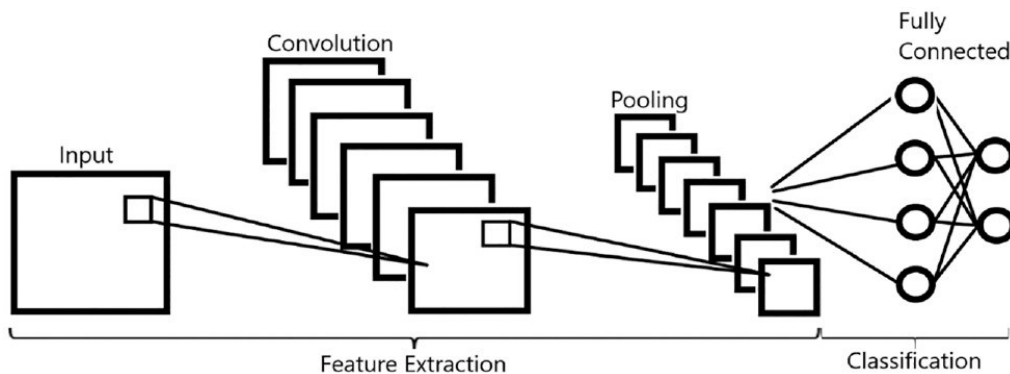 Input
Convolution
Pooling
Fully
Connected
Feature Extraction
Classification